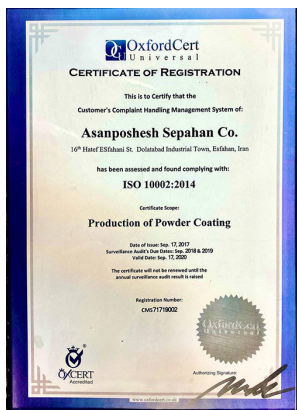 OxfordCert
Universal
CERTIFICATE OF REGISTRATION
This is to Certify that the
Customer's Complaint Handling Management System of:
Asanposhesh Sepahan Co.
16th Hatef ESfahani St. Dolatabad Industrial Town, Esfahan, Iran
has been assessed and found complying with:
ISO 10002:2014
Certificate Scope:
Production of Powder Coating
Date of Issue: Sep. 17, 2017
Surveillance Audit's Due Dates: Sep. 2018 & 2019
Valid Date: Sep. 17, 2020
The certificate will not be renewed until the
annual surveillance audit result is raised
Registration Number:
CMS71719002
OXCERT
Accredited
Authorizing Signature:
www.oxfordcert.co.uk